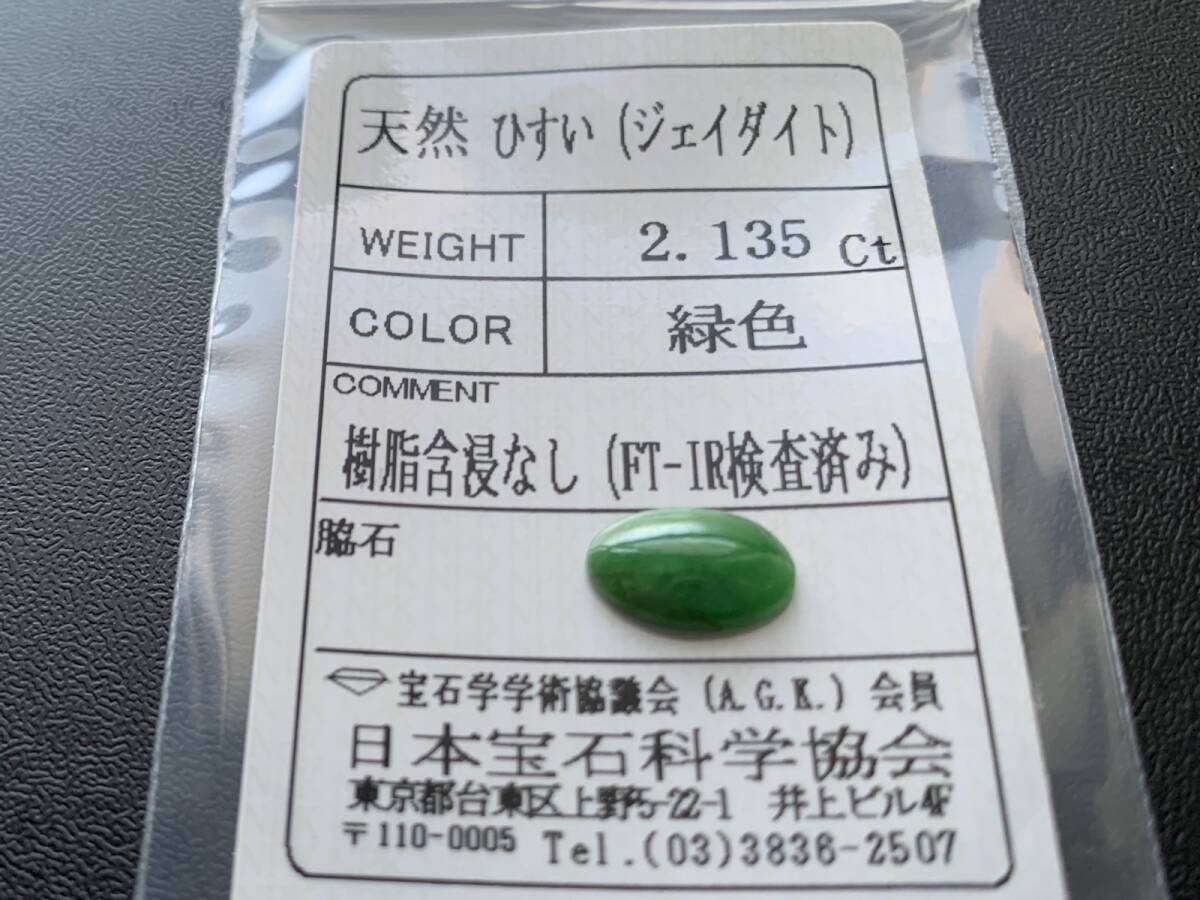 天然 ひすい (ジェイダイト)
WEIGHT 2.135 Ct
COLOR 緑色
COMMENT
樹脂含浸なし (FT-IR検査済み)
脇石
宝石学学術協議会 (A.G.K.) 会員
日本宝石科学協会
東京都台東区上野5-22-1 井上ビル4F
〒110-0005 Tel.(03)3836-2507